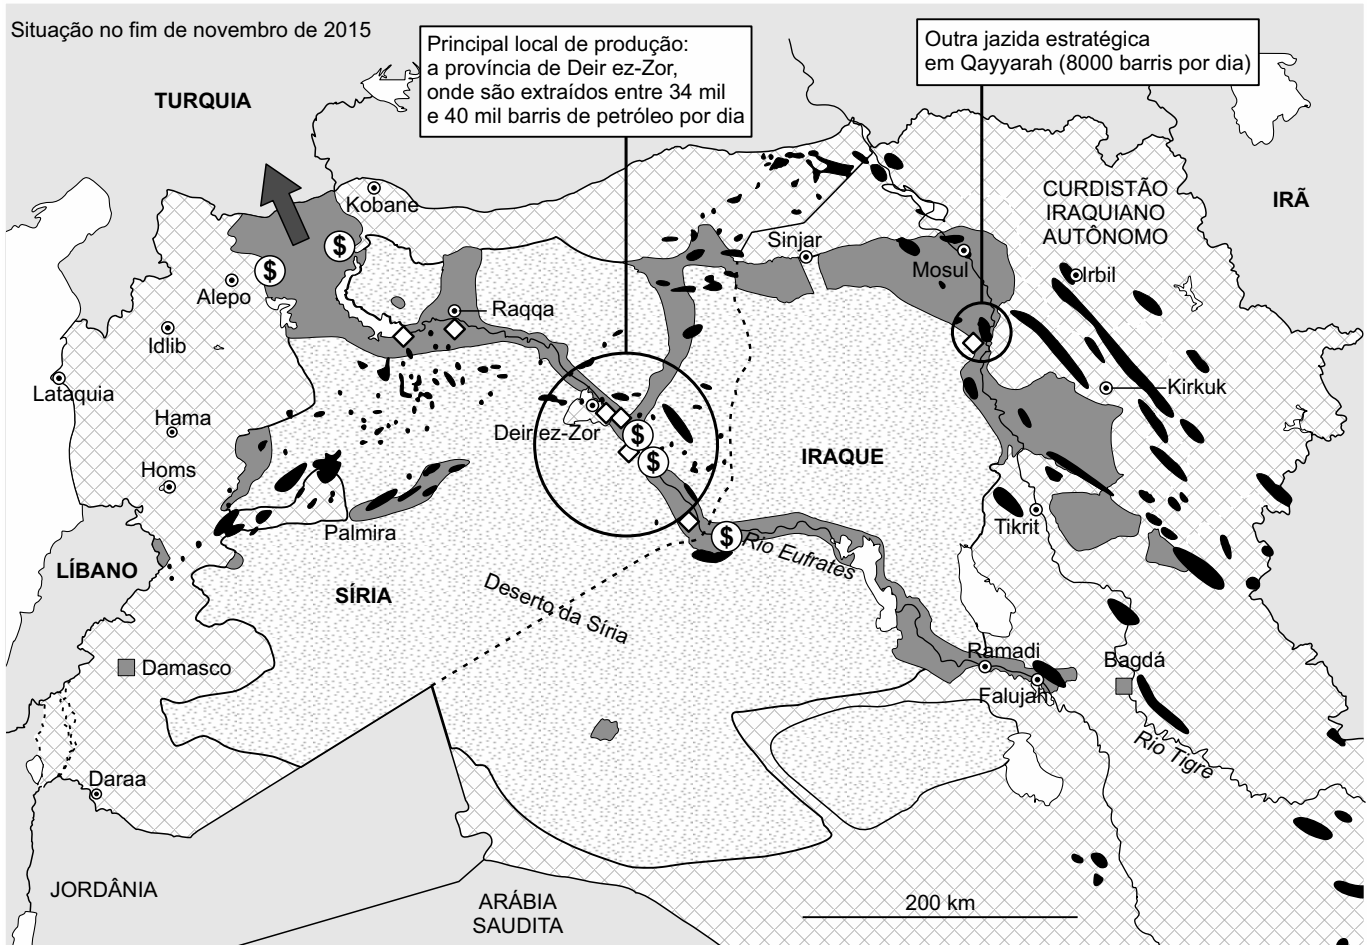 Situação no fim de novembro de 2015
Principal local de produção:
a província de Deir ez-Zor,
onde são extraídos entre 34 mil
e 40 mil barris de petróleo por dia
Outra jazida estratégica
em Qayyarah (8000 barris por dia)
TURQUIA
Kobane
CURDISTÃO
IRAQUIANO
AUTÔNOMO
IRÃ
Sinjar
Mosul
Irbil
$
$
Alepo
Raqqa
Idlib
Lataquia
Kirkuk
Hama
Deir ez-Zor
$
$
IRAQUE
Homs
Palmira
Tikrit
$
Rio Eufrates
LÍBANO
SÍRIA
Deserto da Síria
Damasco
Ramadi
Bagdá
Falujah
Rio Tigre
Daraa
JORDÂNIA
ARÁBIA
SAUDITA
200 km